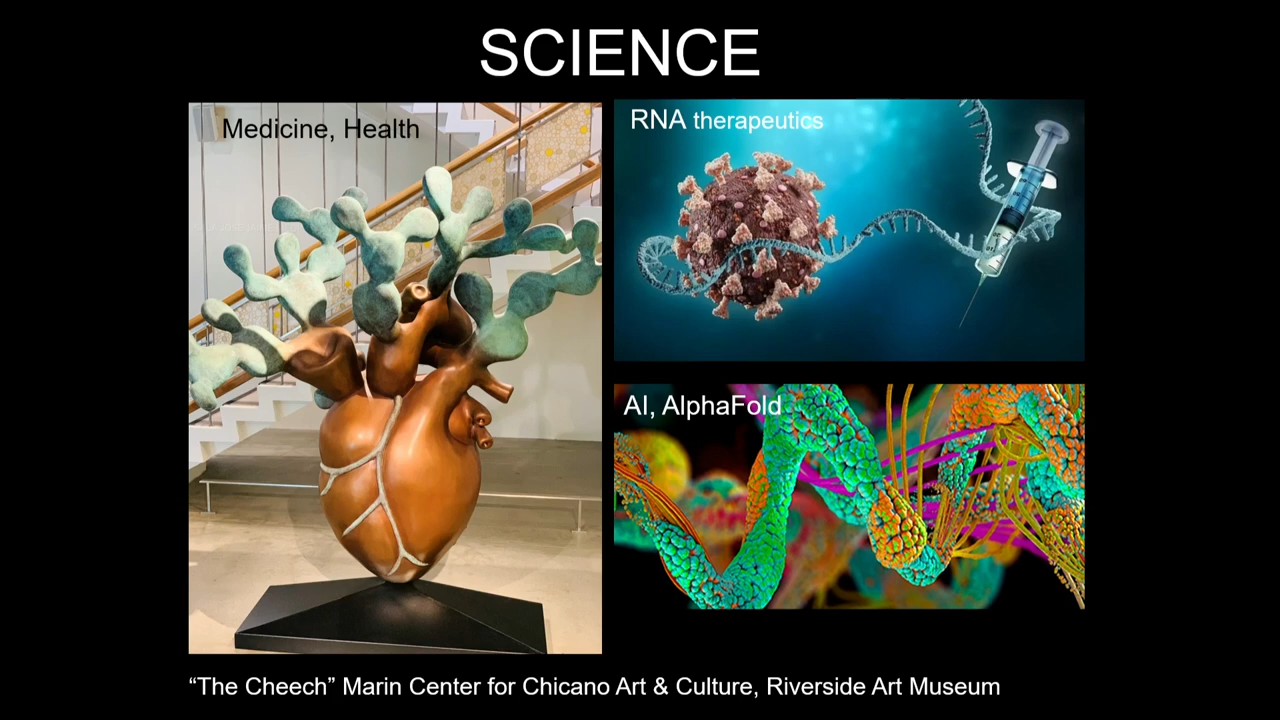 SCIENCE
Medicine, Health
RNA therapeutics
AI, AlphaFold
“The Cheech” Marin Center for Chicano Art & Culture, Riverside Art Museum